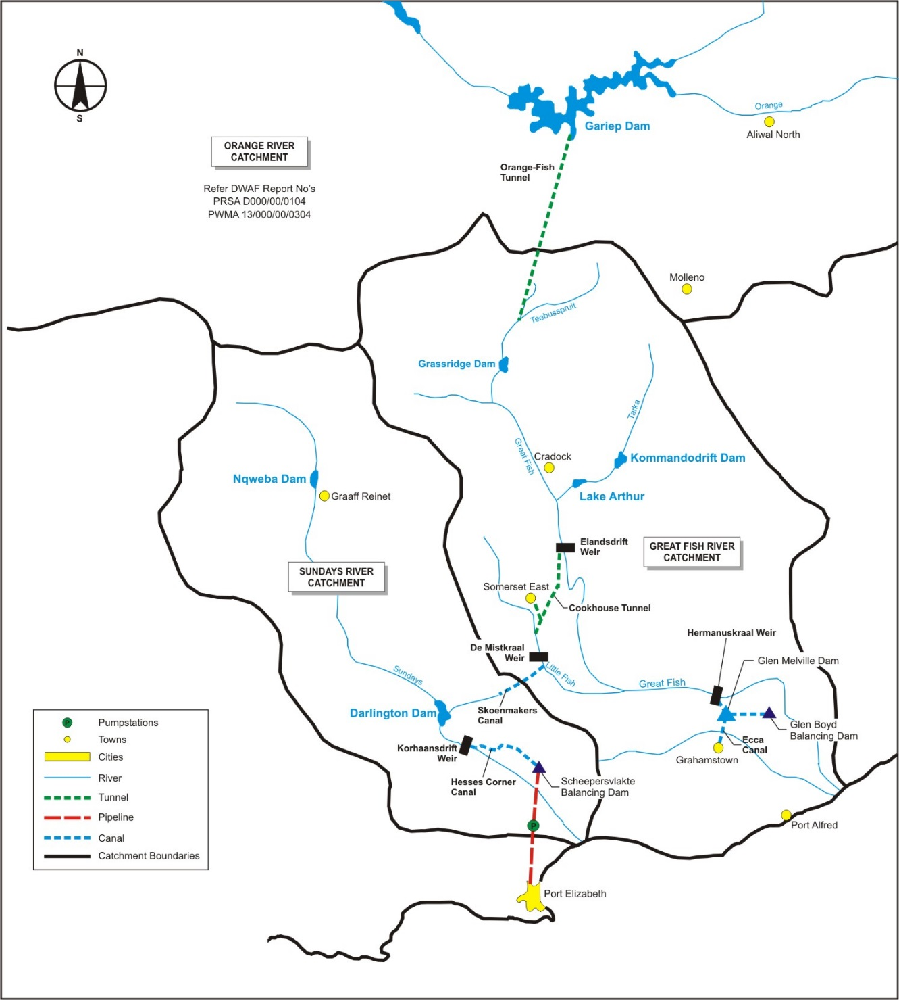 N
S
ORANGE RIVER
CATCHMENT
Refer DWAF Report No's
PRSA D000/00/0104
PWMA 13/000/00/0304
Gariep Dam
Orange
Aliwal North
Orange-Fish
Tunnel
Molleno
Teebusspruit
Grassridge Dam
Tarka
Great Fish
Cradock
Kommandodrift Dam
Lake Arthur
Nqweba Dam
Graaff Reinet
Elandsdrift
Weir
GREAT FISH RIVER
CATCHMENT
SUNDAYS RIVER
CATCHMENT
Somerset East
Cookhouse Tunnel
Hermanuskraal Weir
De Mistkraal
Weir
Glen Melville Dam
Little Fish
Great Fish
Sundays
Skoenmakers
Canal
Darlington Dam
Glen Boyd
Balancing Dam
Ecca
Canal
Grahamstown
Korhaansdrift
Weir
Hesses Corner
Canal
Scheepersvlakte
Balancing Dam
P
Port Alfred
Port Elizabeth
P
Pumpstations
Towns
Cities
River
Tunnel
Pipeline
Canal
Catchment Boundaries